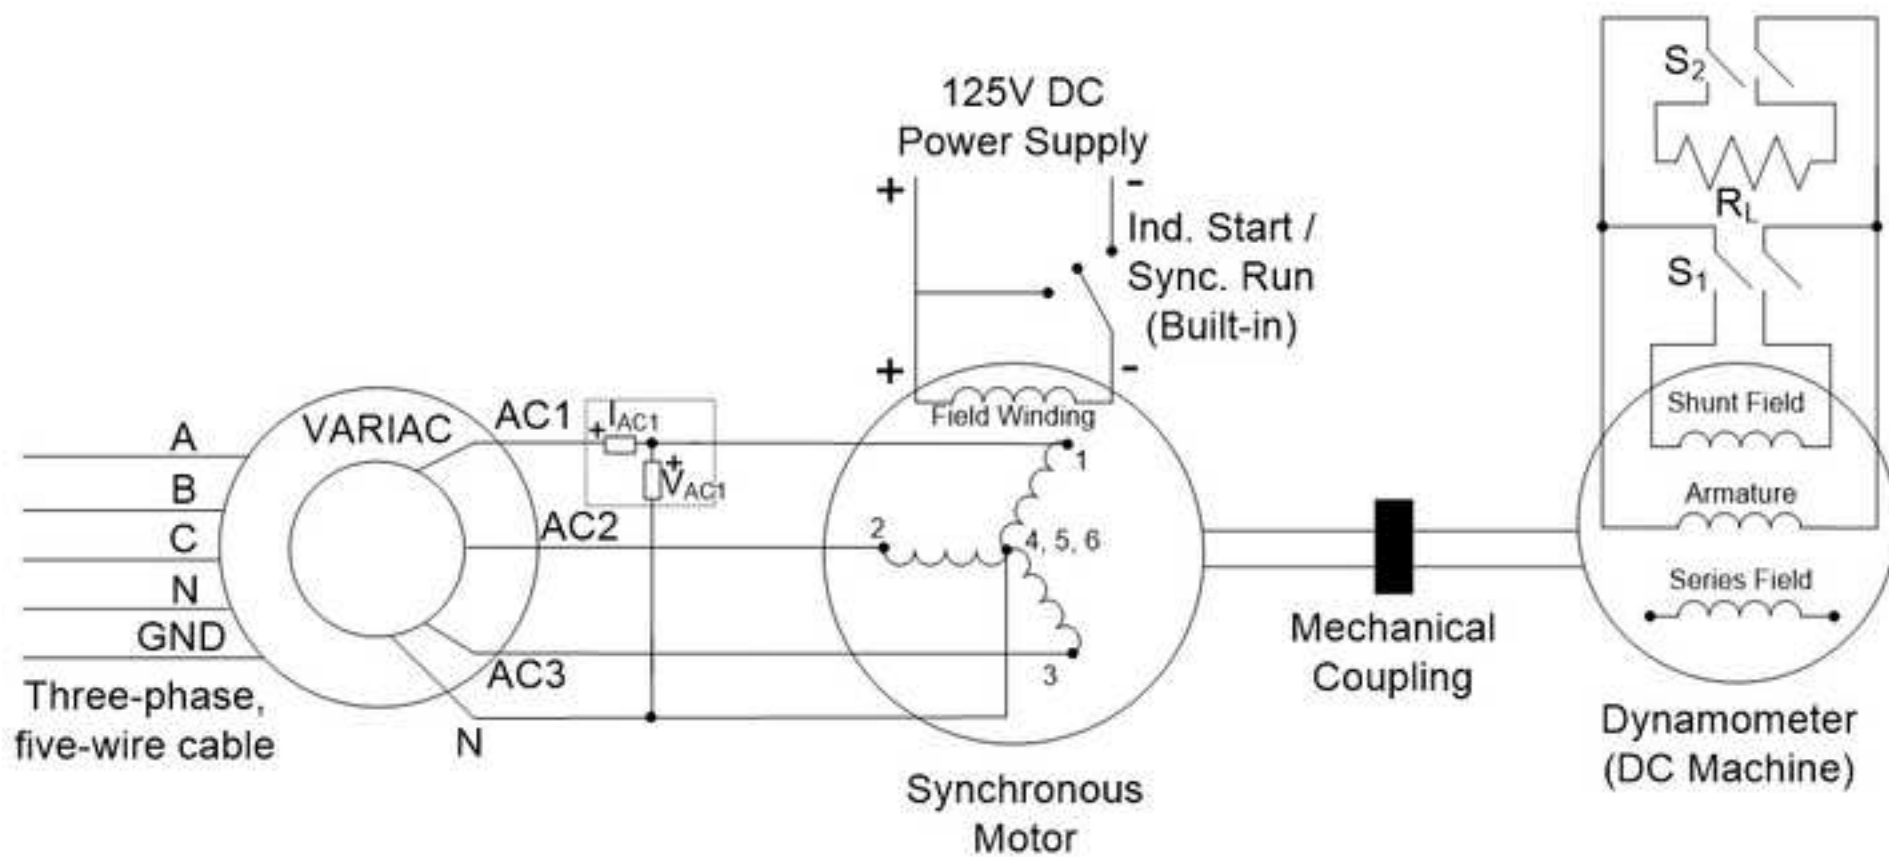 125V DC
Power Supply
+
-
Ind. Start /
Sync. Run
(Built-in)
+
-
Field Winding
VARIAC
A
B
C
N
GND
Three-phase,
five-wire cable
AC1
IAC1
+
+
VAC1
AC2
AC3
N
1
2
4, 5, 6
3
Synchronous
Motor
Mechanical
Coupling
S2
RL
S1
Shunt Field
Armature
Series Field
Dynamometer
(DC Machine)